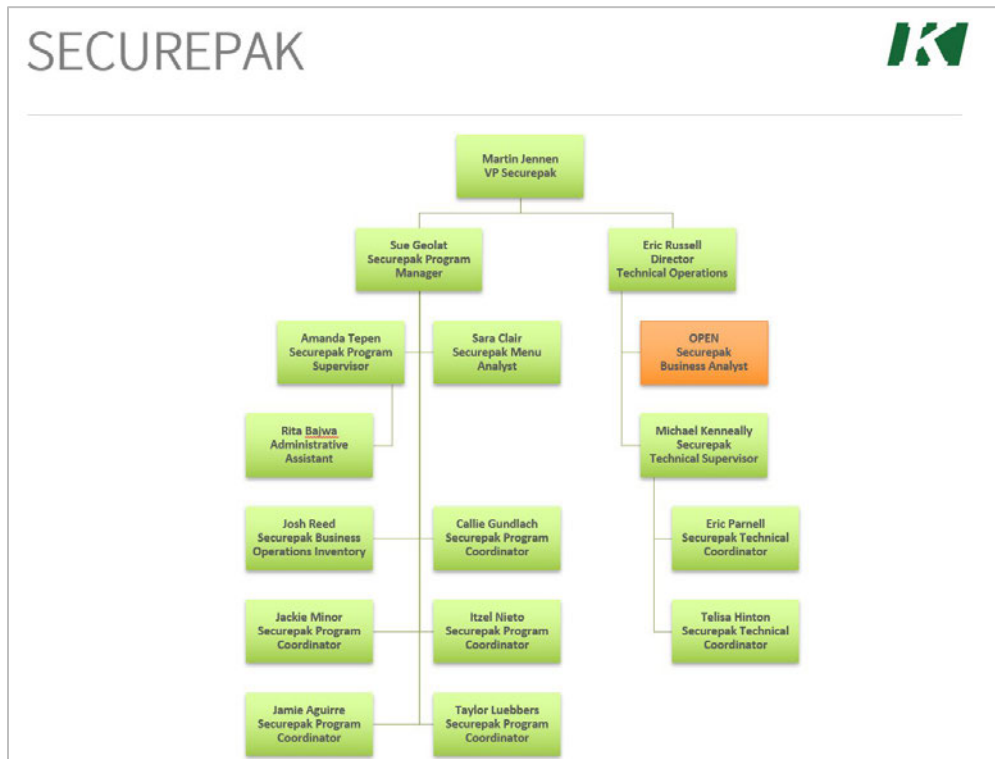 SECUREPAK
K
Martin Jennen
VP Securepak
Sue Geolat
Securepak Program
Manager
Eric Russell
Director
Technical Operations
Amanda Tepen
Securepak Program
Supervisor
Sara Clair
Securepak Menu
Analyst
OPEN
Securepak
Business Analyst
Rita Bajwa
Administrative
Assistant
Michael Kenneally
Securepak
Technical Supervisor
Josh Reed
Securepak Business
Operations Inventory
Callie Gundlach
Securepak Program
Coordinator
Eric Parnell
Securepak Technical
Coordinator
Jackie Minor
Securepak Program
Coordinator
Itzel Nieto
Securepak Program
Coordinator
Telisa Hinton
Securepak Technical
Coordinator
Jamie Aguirre
Securepak Program
Coordinator
Taylor Luebbers
Securepak Program
Coordinator